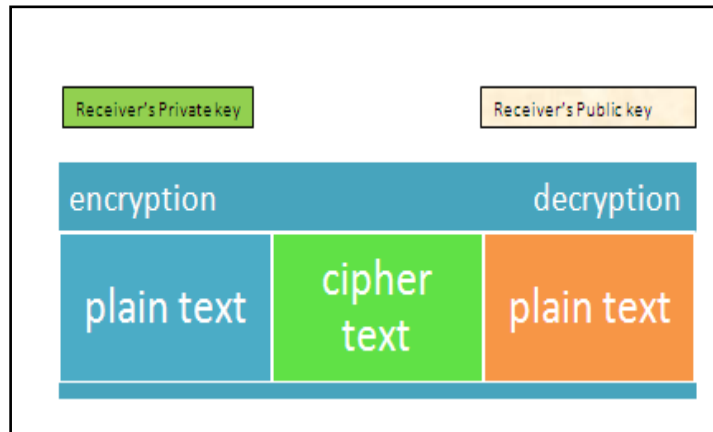 Receiver's Private key
Receiver's Public key
encryption
decryption
plain text
cipher
text
plain text